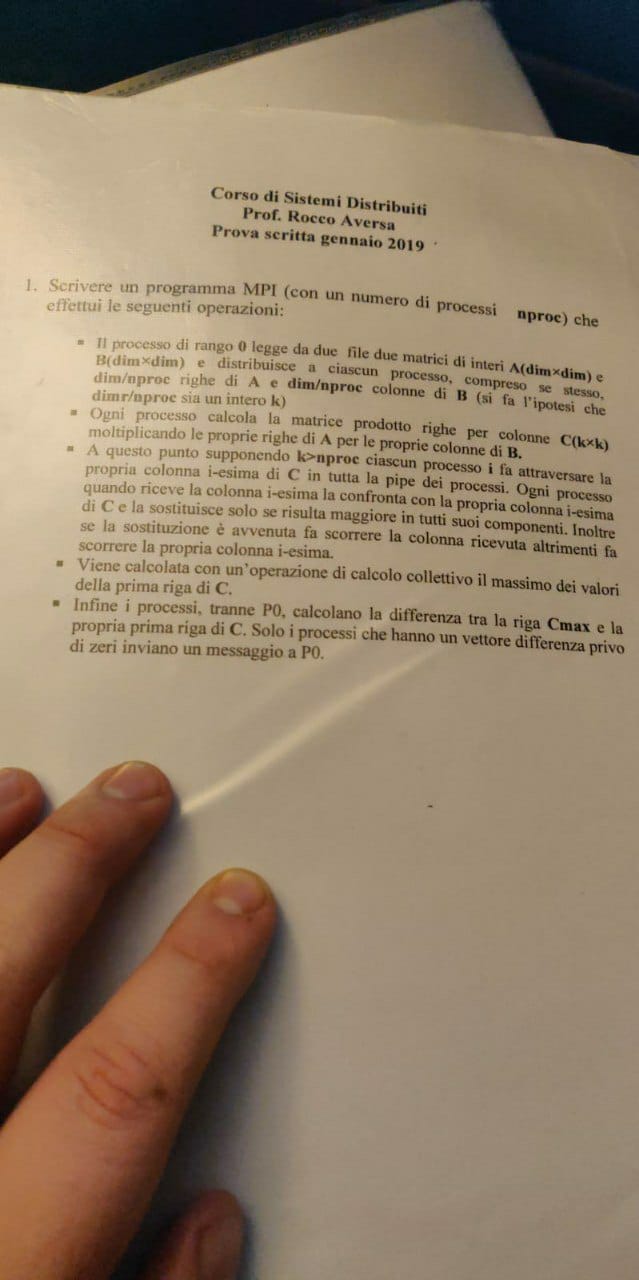 Corso di Sistemi Distribuiti
Prof. Rocco Aversa
Prova scritta gennaio 2019
1. Scrivere un programma MPI (con un numero di processi nproc) che
effettui le seguenti operazioni:
▪ Il processo di rango 0 legge da due file due matrici di interi A(dim×dim) e
B(dim×dim) e distribuisce a ciascun processo, compreso se stesso,
dim/nproc righe di A e dim/nproc colonne di B (si fa l'ipotesi che
dimr/nproc sia un intero k)
▪ Ogni processo calcola la matrice prodotto righe per colonne C(k×k)
moltiplicando le proprie righe di A per le proprie colonne di B.
▪ A questo punto supponendo k>nproc ciascun processo i fa attraversare la
propria colonna i-esima di C in tutta la pipe dei processi. Ogni processo
quando riceve la colonna i-esima la confronta con la propria colonna i-esima
di C e la sostituisce solo se risulta maggiore in tutti suoi componenti. Inoltre
se la sostituzione è avvenuta fa scorrere la colonna ricevuta altrimenti fa
scorrere la propria colonna i-esima.
▪ Viene calcolata con un'operazione di calcolo collettivo il massimo dei valori
della prima riga di C.
▪ Infine i processi, tranne P0, calcolano la differenza tra la riga Cmax e la
propria prima riga di C. Solo i processi che hanno un vettore differenza privo
di zeri inviano un messaggio a P0.